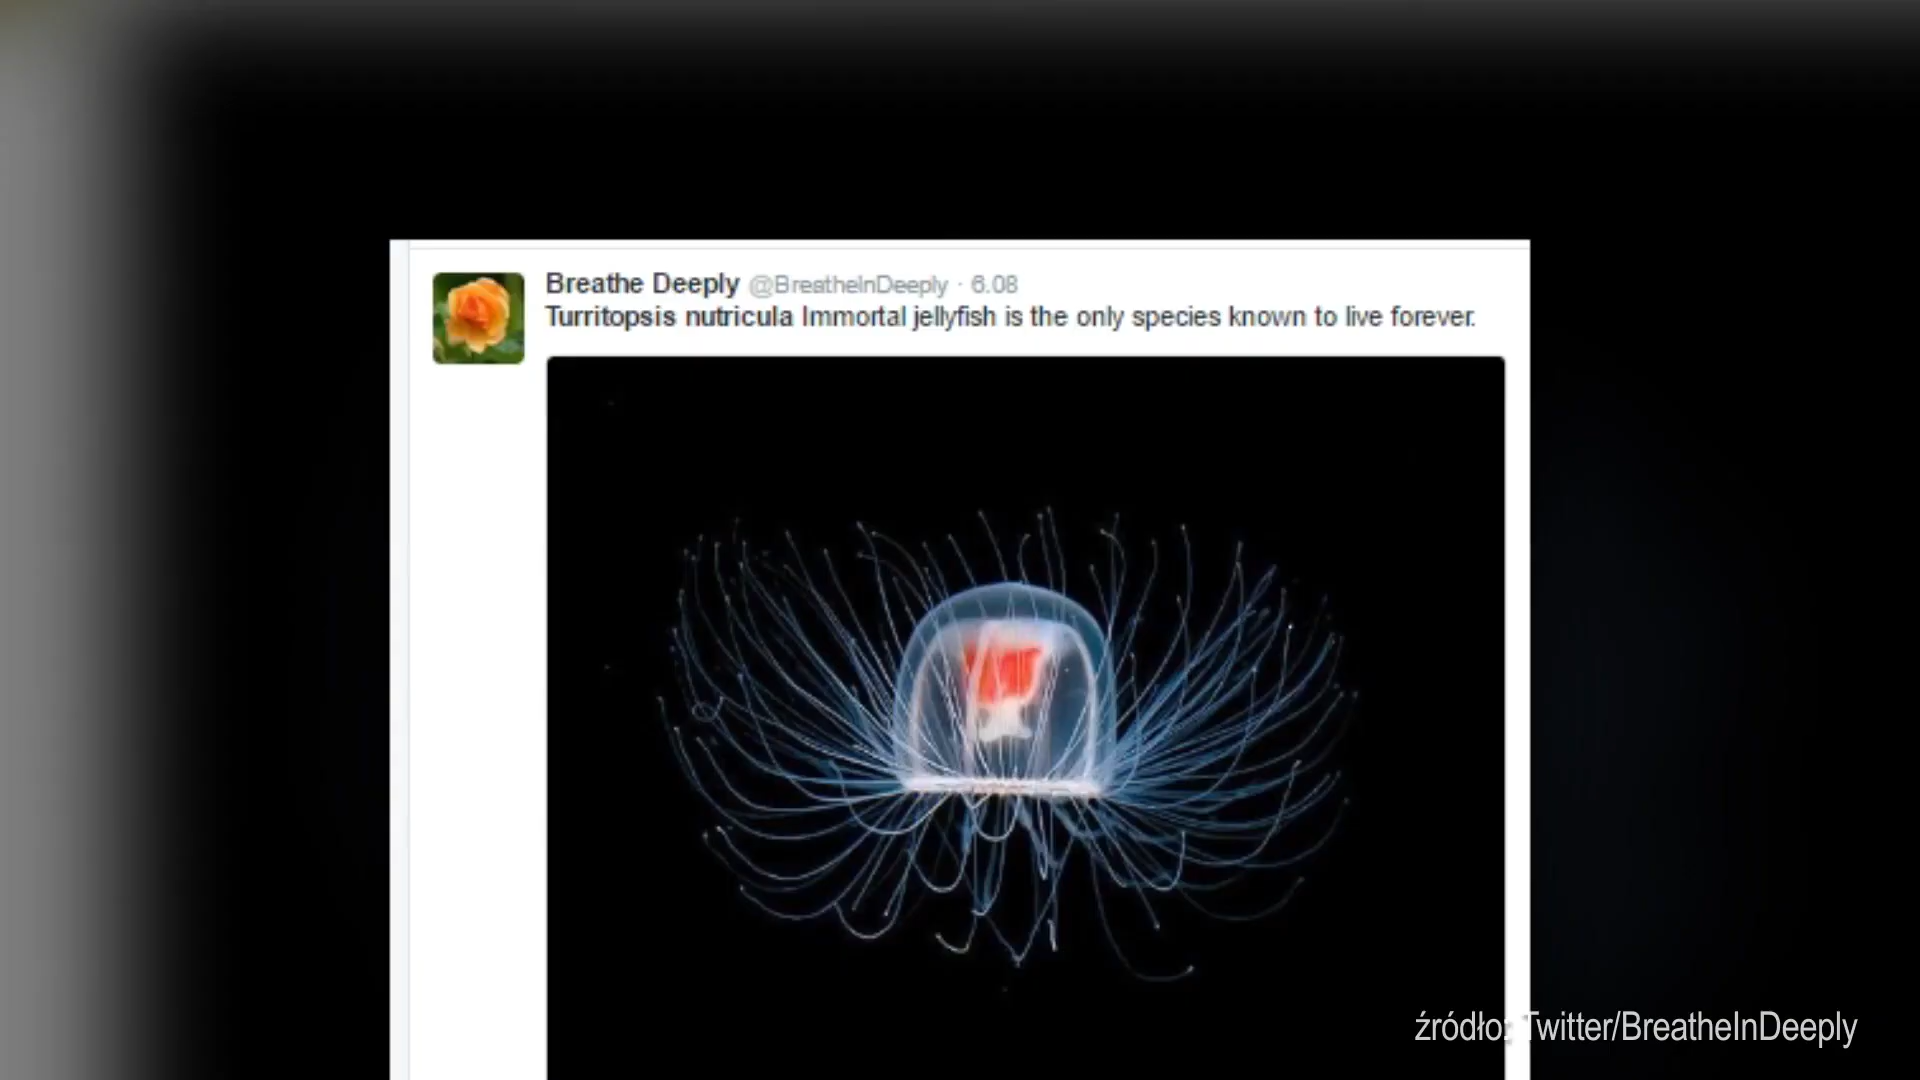 Breathe Deeply @BreatheInDeeply · 6.08
Turritopsis nutricula Immortal jellyfish is the only species known to live forever.
źródło: Twitter/BreatheInDeeply